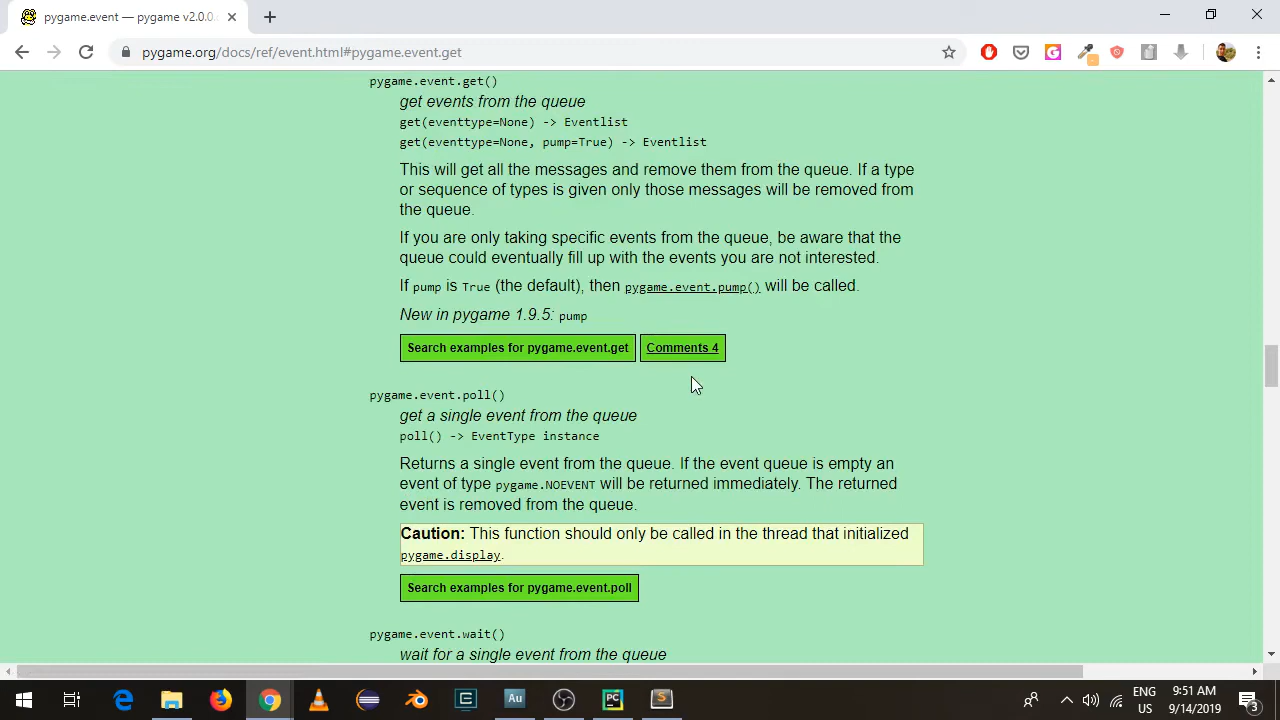 pygame.event — pygame v2.0.0.
pygame.org/docs/ref/event.html#pygame.event.get
pygame.event.get()
get events from the queue
get(eventtype=None) -> Eventlist
get(eventtype=None, pump=True) -> Eventlist
This will get all the messages and remove them from the queue. If a type
or sequence of types is given only those messages will be removed from
the queue.
If you are only taking specific events from the queue, be aware that the
queue could eventually fill up with the events you are not interested.
If pump is True (the default), then pygame.event.pump() will be called.
New in pygame 1.9.5: pump
Search examples for pygame.event.get Comments 4
pygame.event.poll()
get a single event from the queue
poll() -> EventType instance
Returns a single event from the queue. If the event queue is empty an
event of type pygame.NOEVENT will be returned immediately. The returned
event is removed from the queue.
Caution: This function should only be called in the thread that initialized
pygame.display.
Search examples for pygame.event.poll
pygame.event.wait()
wait for a single event from the queue
Au
PC
ENG
US
9:51 AM
9/14/2019
3